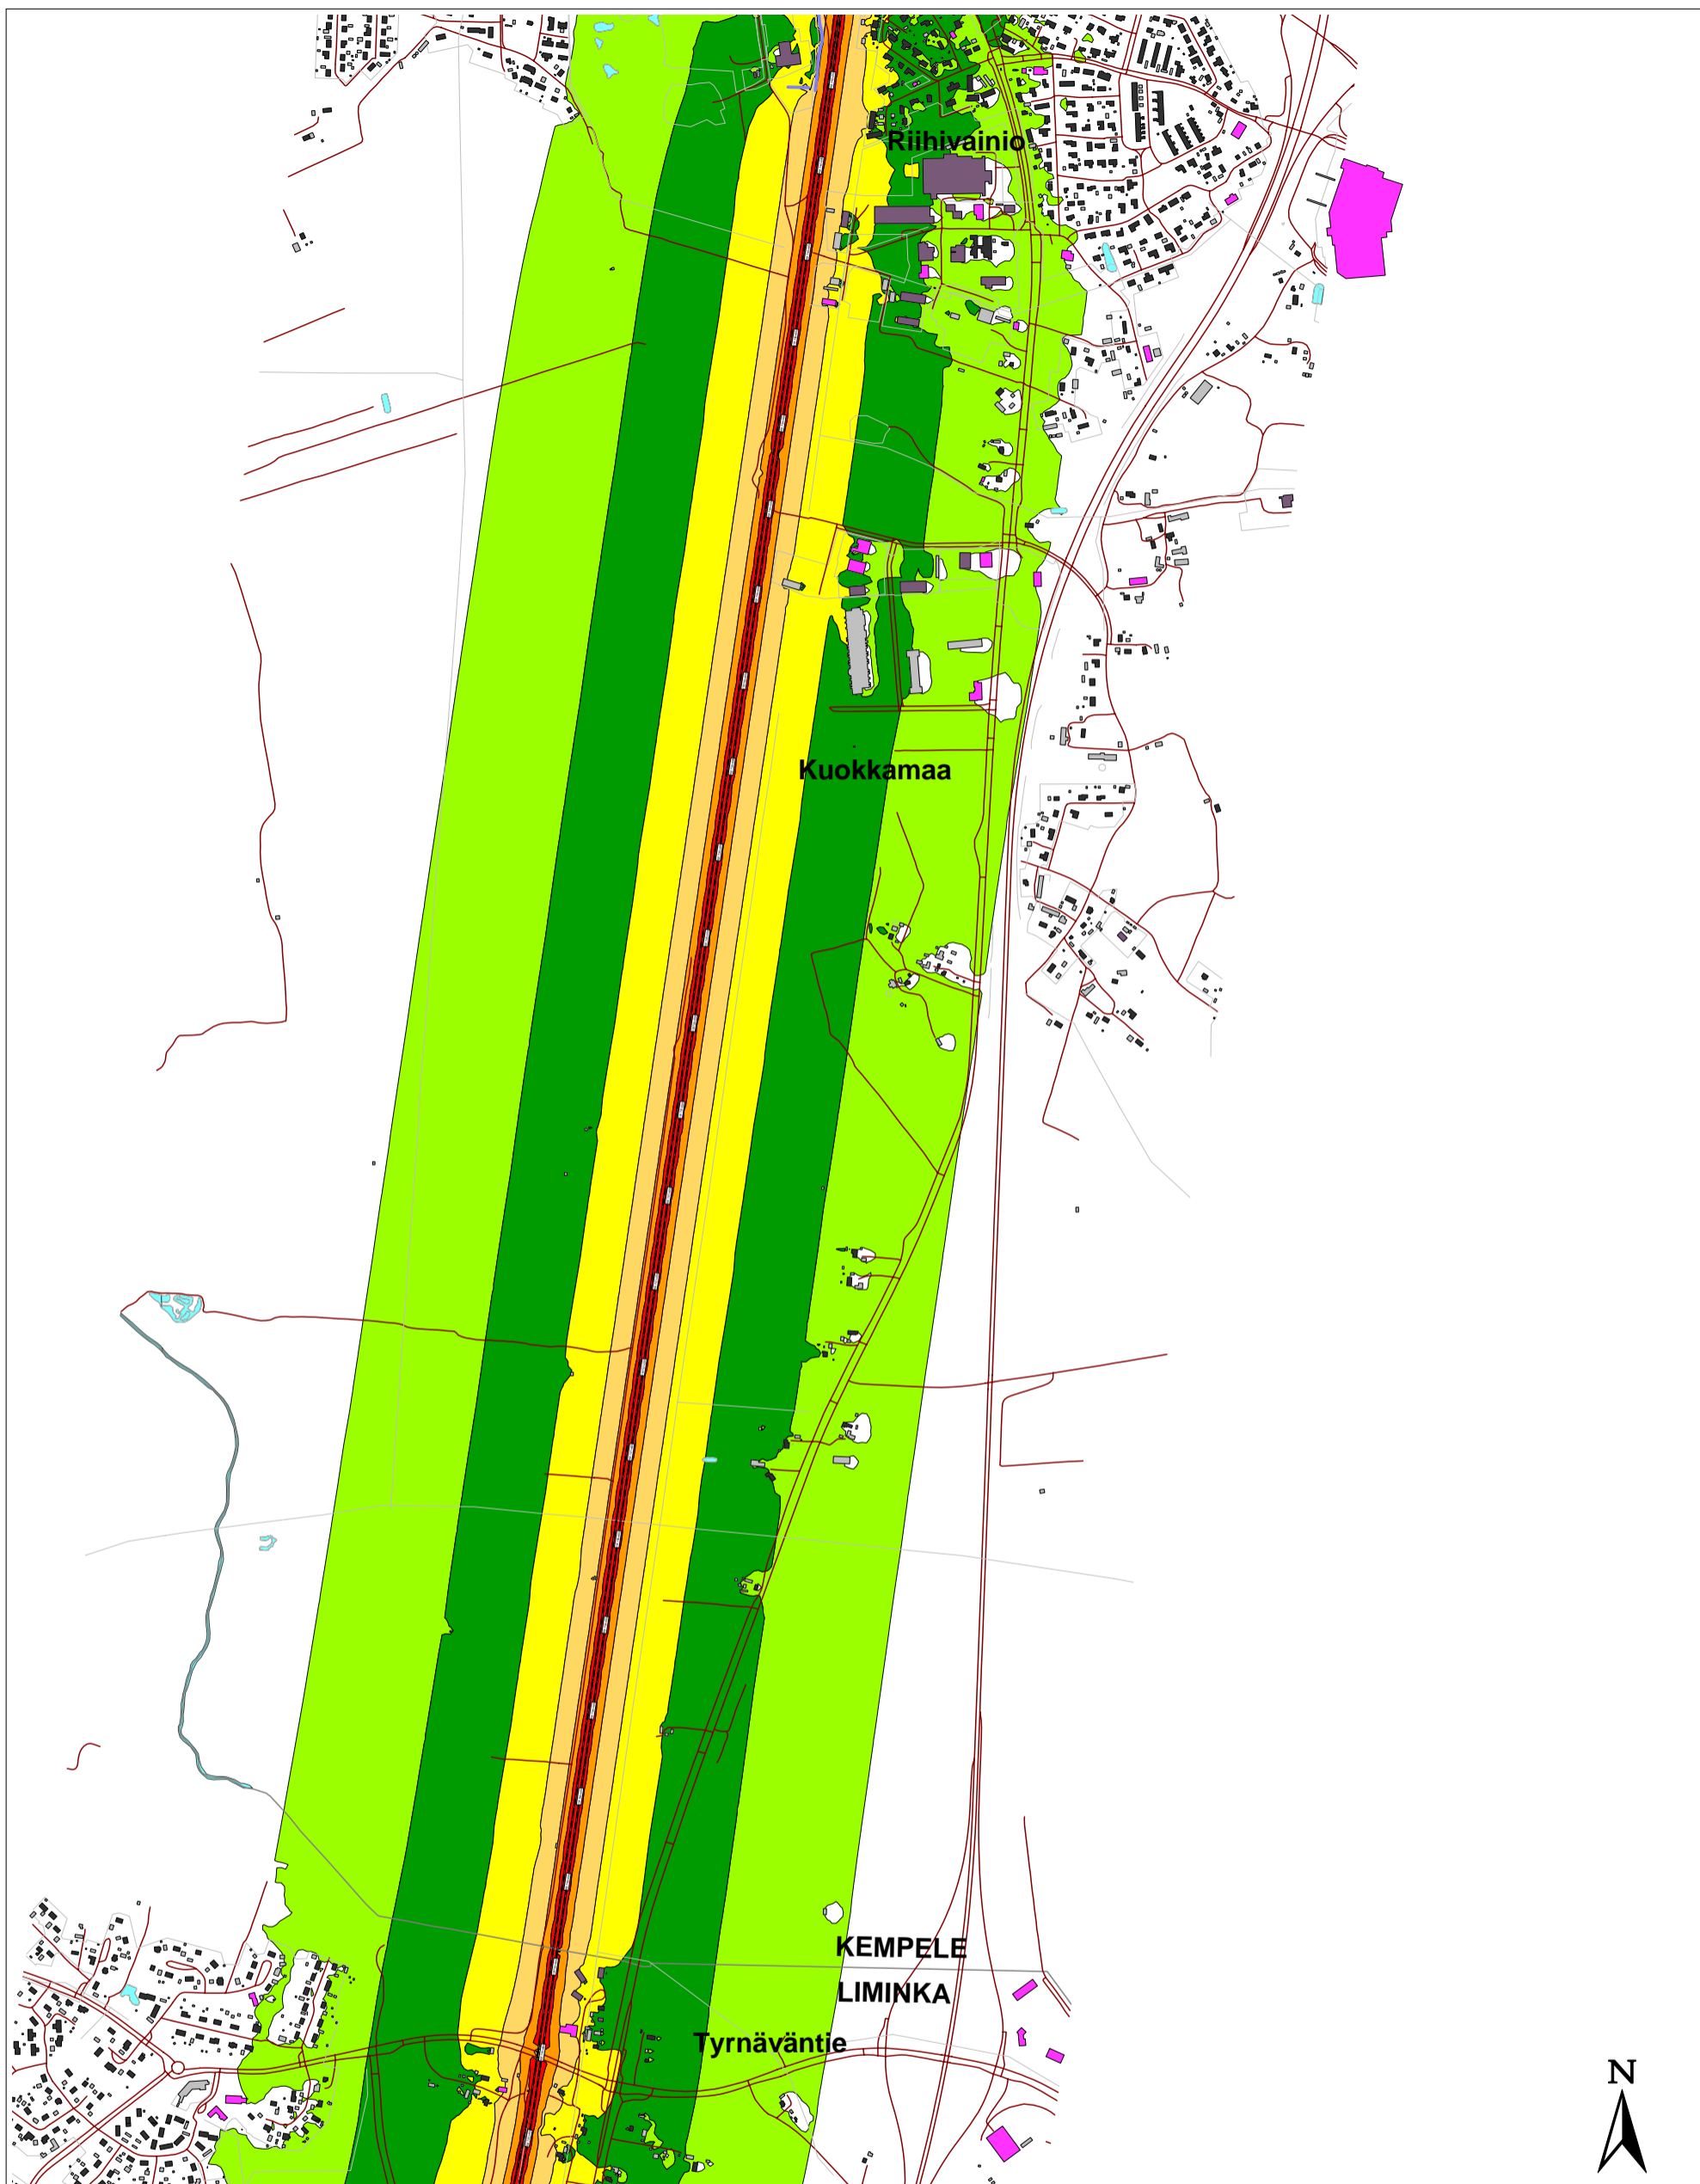 Riihivainio
Kuokkamaa
KEMPELE
LIMINKA
Tyrnäväntie
N